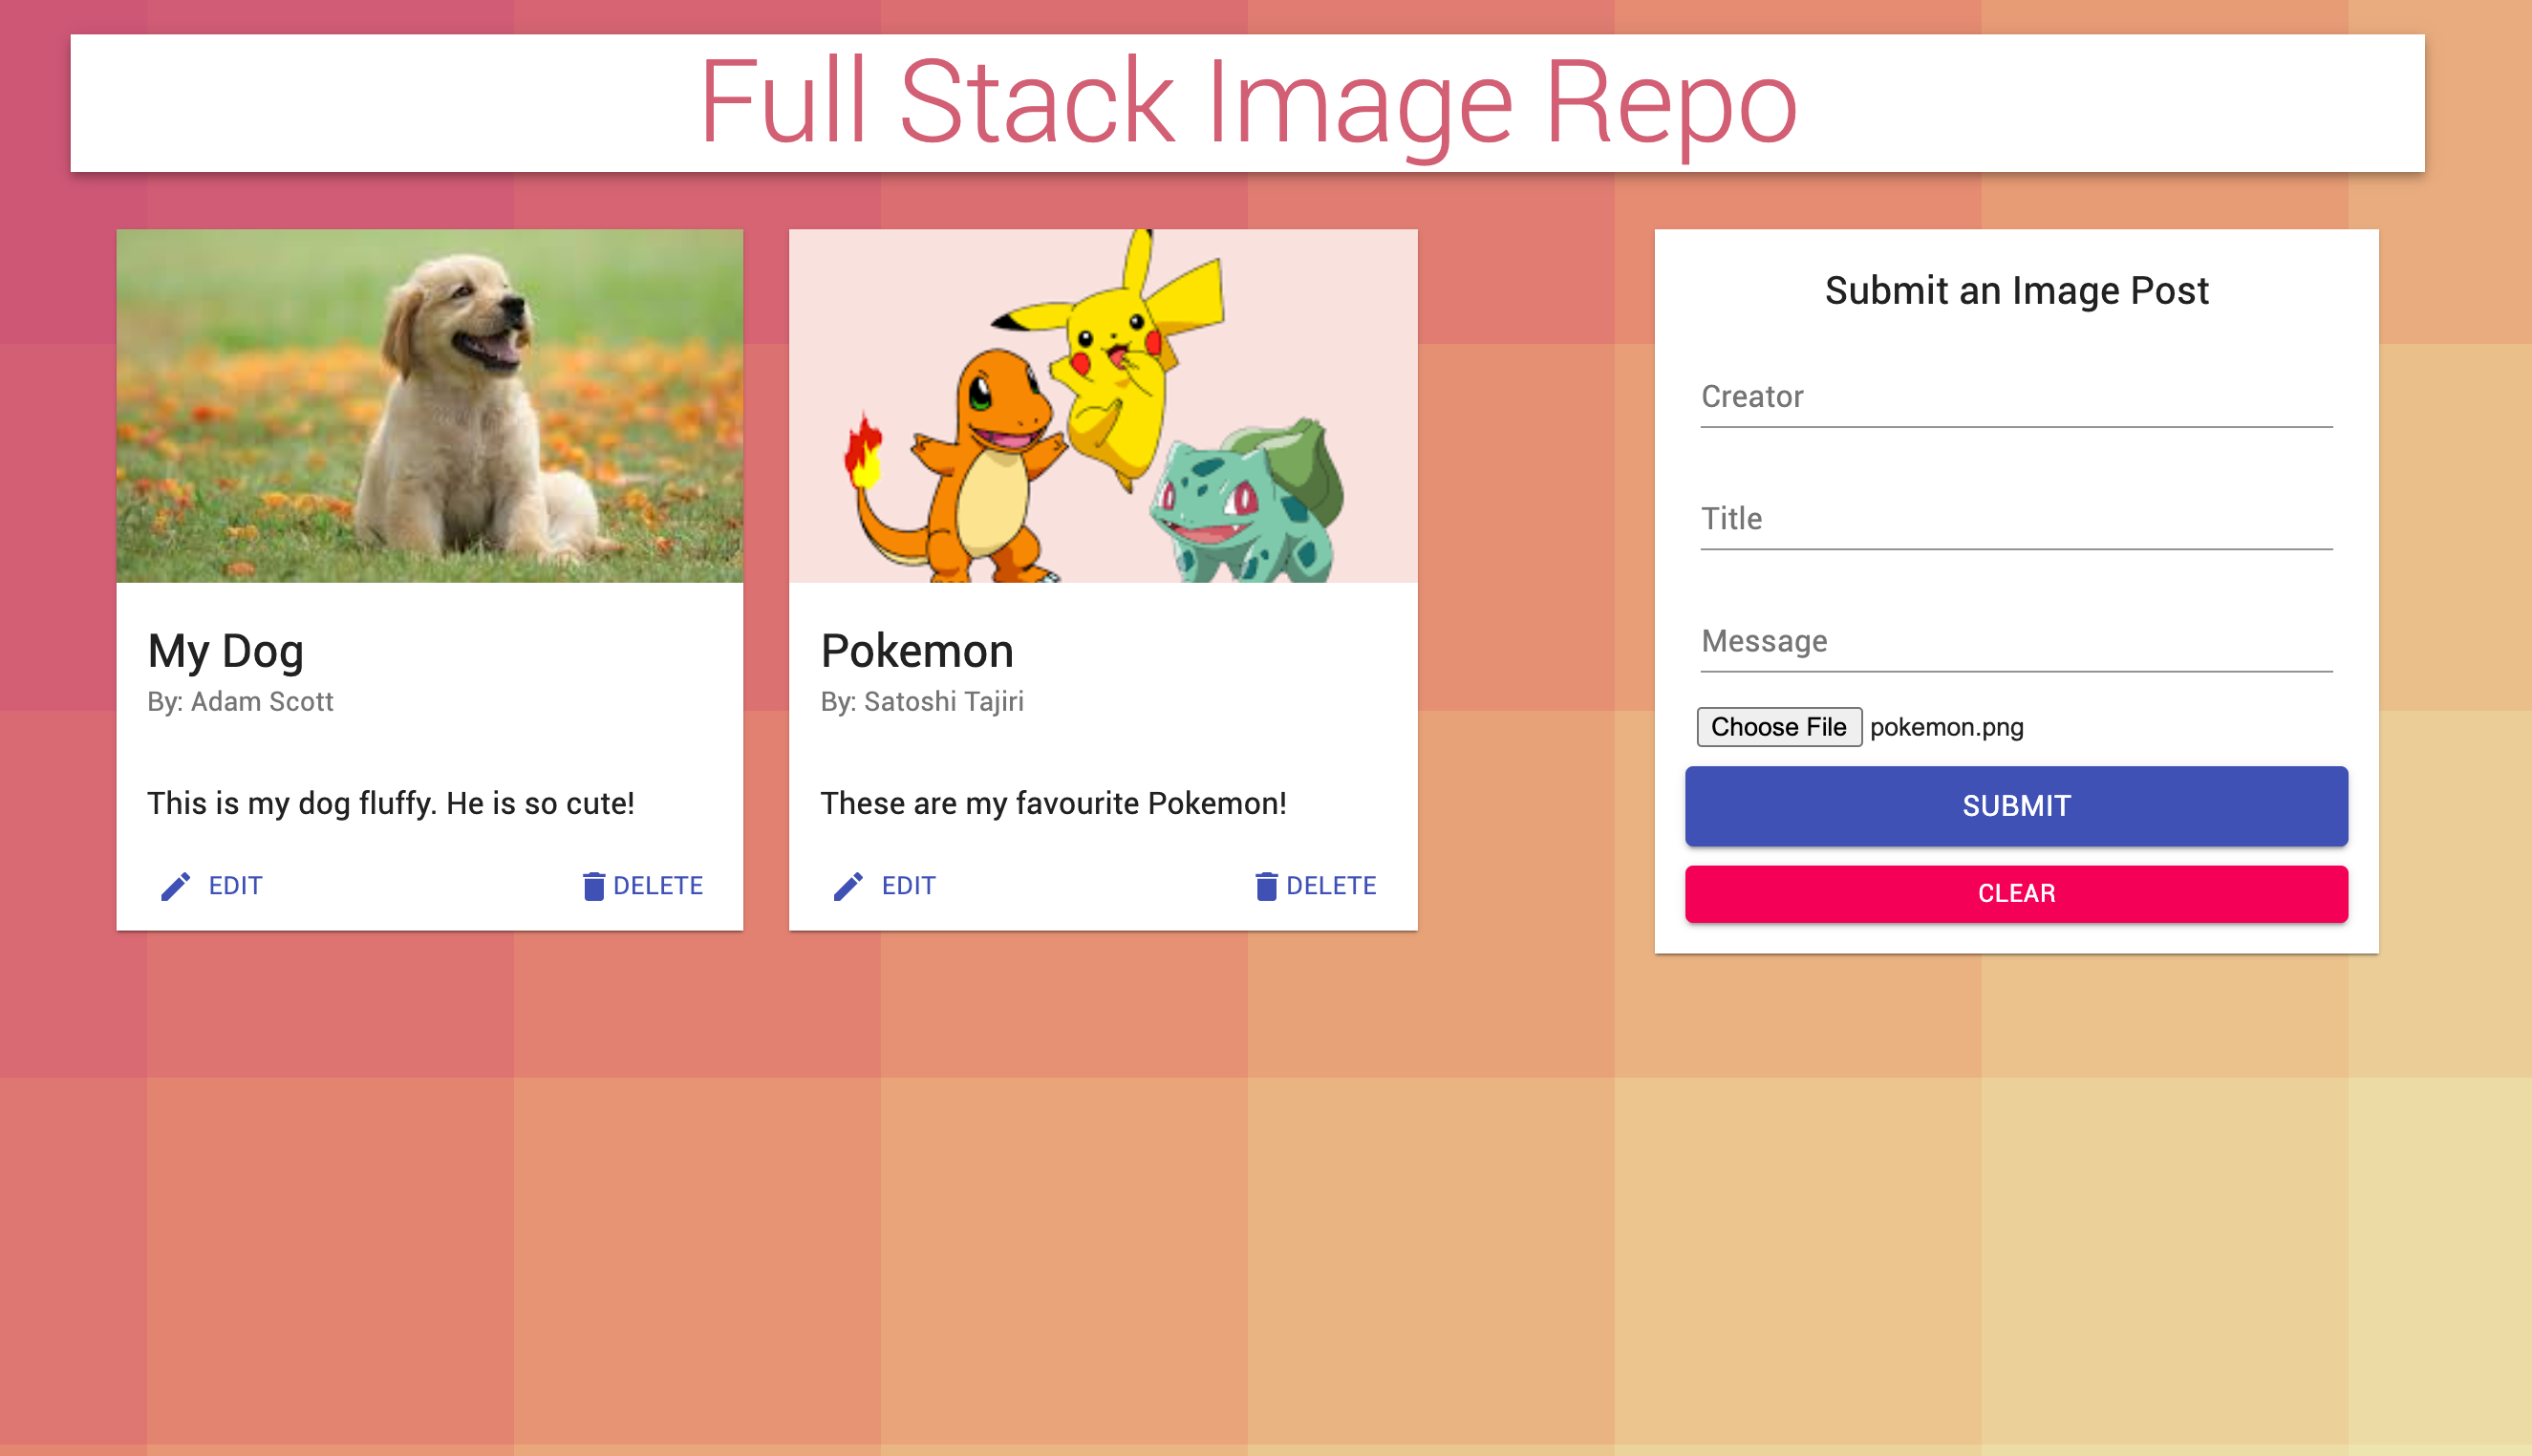 Full Stack Image Repo
My Dog
By: Adam Scott
This is my dog fluffy. He is so cute!
EDIT
DELETE
Pokemon
By: Satoshi Tajiri
These are my favourite Pokemon!
EDIT
DELETE
Submit an Image Post
Creator
Title
Message
Choose File pokemon.png
SUBMIT
CLEAR